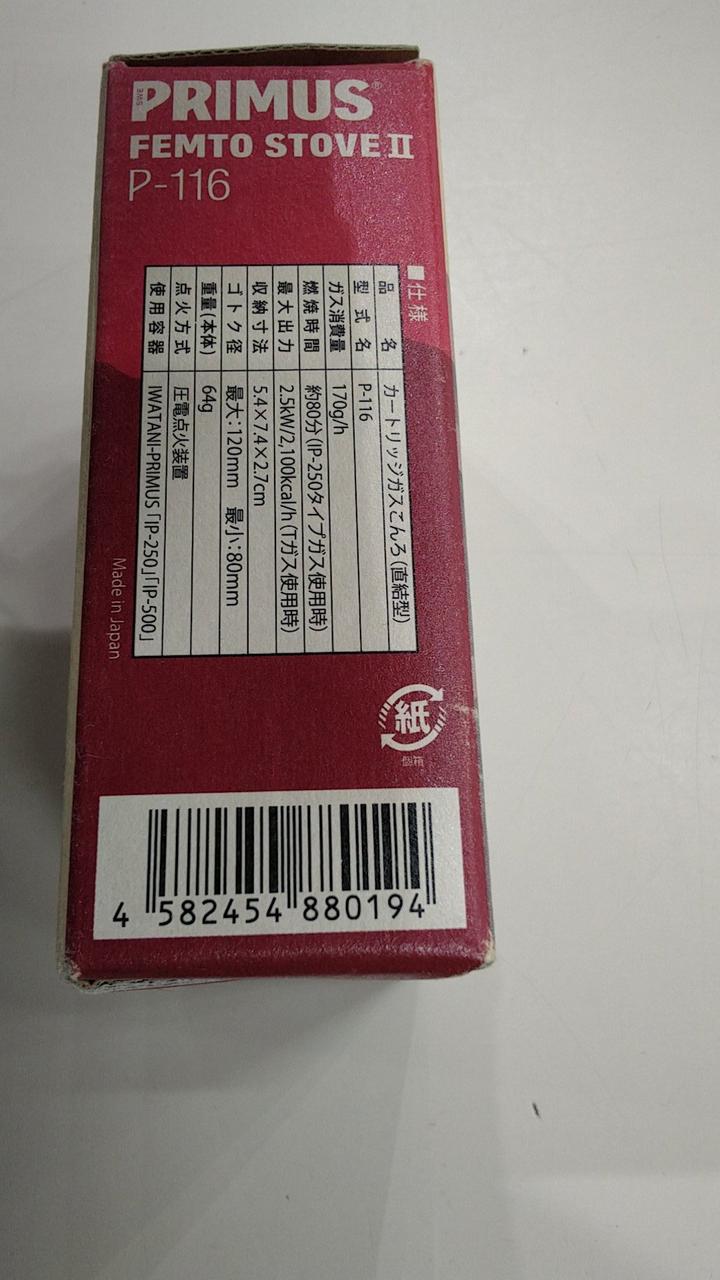 SWE
PRIMUS®
FEMTO STOVE II
P-116
■仕様
品名 カートリッジガスこんろ(直結型)
型式名 P-116
ガス消費量 170g/h
燃焼時間 約80分(IP-250タイプガス使用時)
最大出力 2.5kW/2,100kcal/h(Tガス使用時)
収納寸法 5.4×7.4×2.7cm
ゴトク径 最大:120mm 最小:80mm
重量(本体) 64g
点火方式 圧電点火装置
使用容器 IWATANI-PRIMUS「IP-250」「IP-500」
Made in Japan
紙
個箱
4 582454 880194